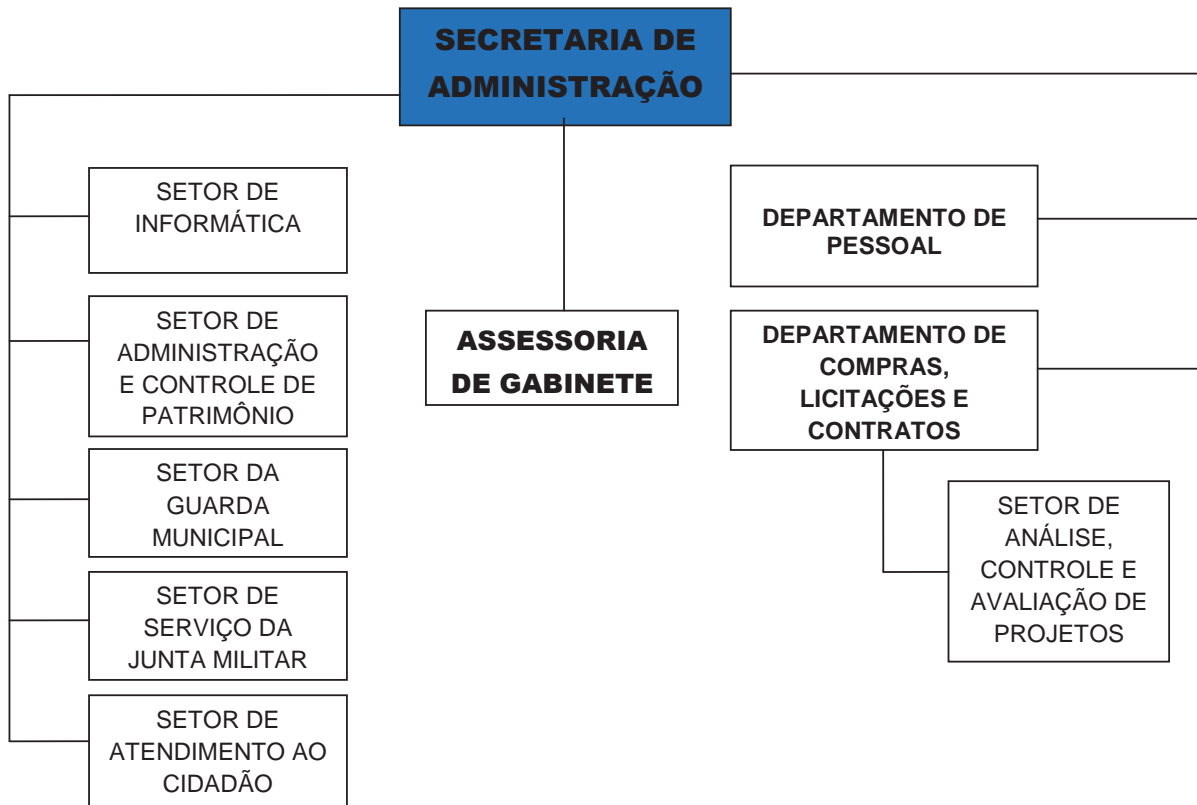 SECRETARIA DE
ADMINISTRAÇÃO
SETOR DE
INFORMÁTICA
SETOR DE
ADMINISTRAÇÃO
E CONTROLE DE
PATRIMÔNIO
SETOR DA
GUARDA
MUNICIPAL
SETOR DE
SERVIÇO DA
JUNTA MILITAR
SETOR DE
ATENDIMENTO AO
CIDADÃO
ASSESSORIA
DE GABINETE
DEPARTAMENTO DE
PESSOAL
DEPARTAMENTO DE
COMPRAS,
LICITAÇÕES E
CONTRATOS
SETOR DE
ANÁLISE,
CONTROLE E
AVALIAÇÃO DE
PROJETOS